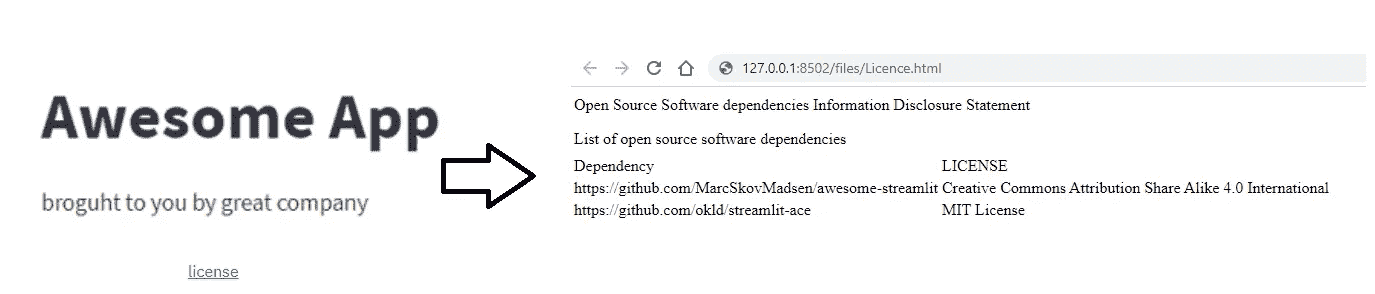 Awesome App
broguht to you by great company
license
127.0.0.1:8502/files/Licence.html
Open Source Software dependencies Information Disclosure Statement
List of open source software dependencies
Dependency LICENSE
https://github.com/MarcSkovMadsen/awesome-streamlit Creative Commons Attribution Share Alike 4.0 International
https://github.com/okld/streamlit-ace MIT License